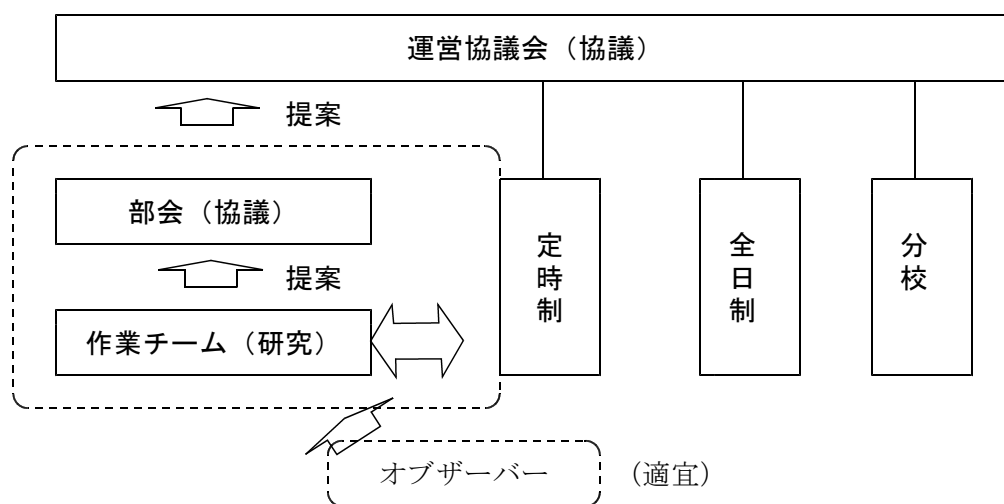 運営協議会（協議）
提案
部会（協議）
提案
作業チーム（研究）
定時制
全日制
分校
オブザーバー
（適宜）